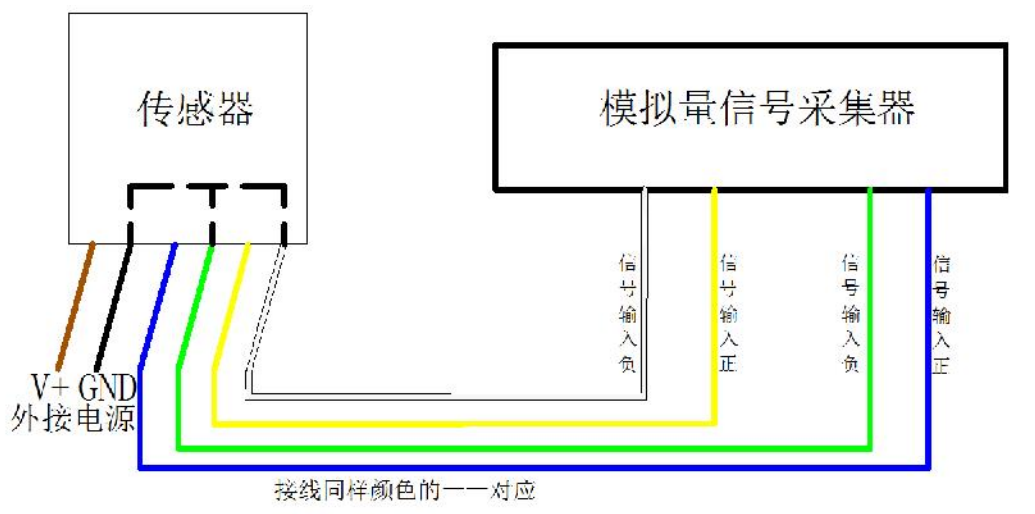 传感器
模拟量信号采集器
信号输入负
信号输入正
信号输入负
信号输入正
V+ GND
外接电源
接线同样颜色的一一对应